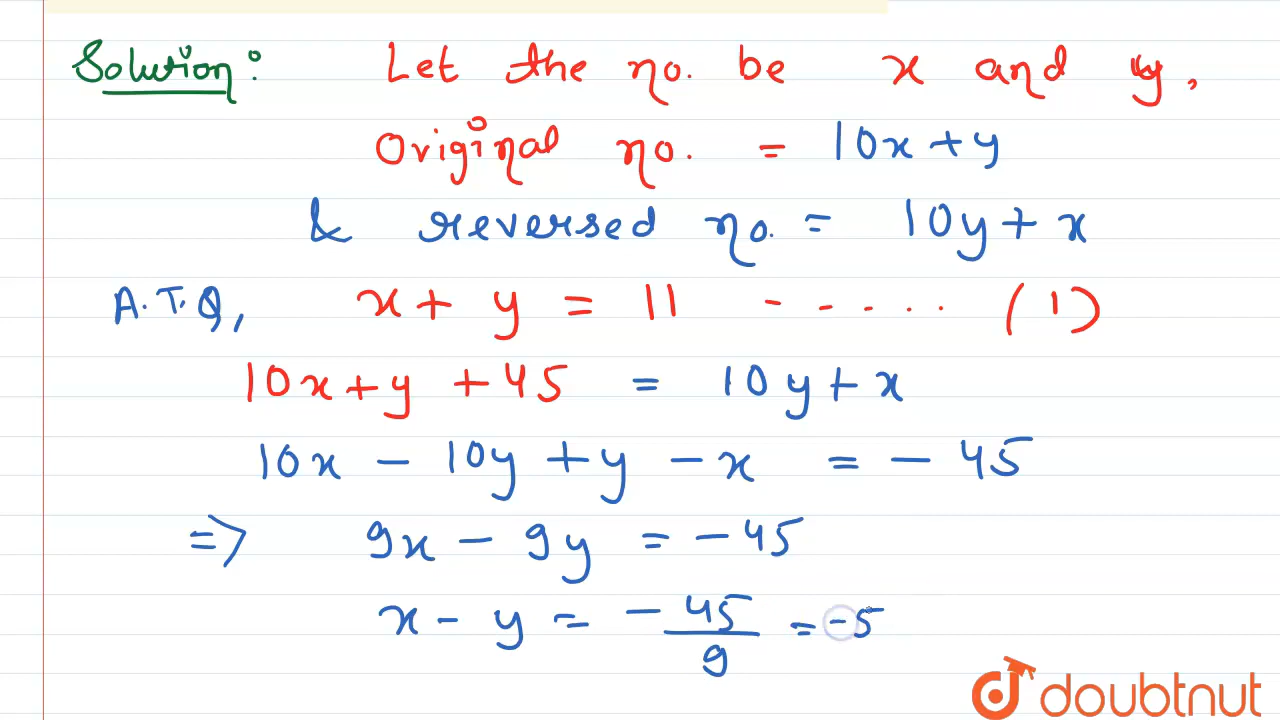 Solution: Let the no. be x and y,
Original no. = 10x + y
& reversed no. = 10y + x
A.T.Q, x + y = 11 - - - - - (1)
10x + y + 45 = 10y + x
10x - 10y + y - x = - 45
=> 9x - 9y = - 45
x - y = - 45/9 = -5
doubtnut